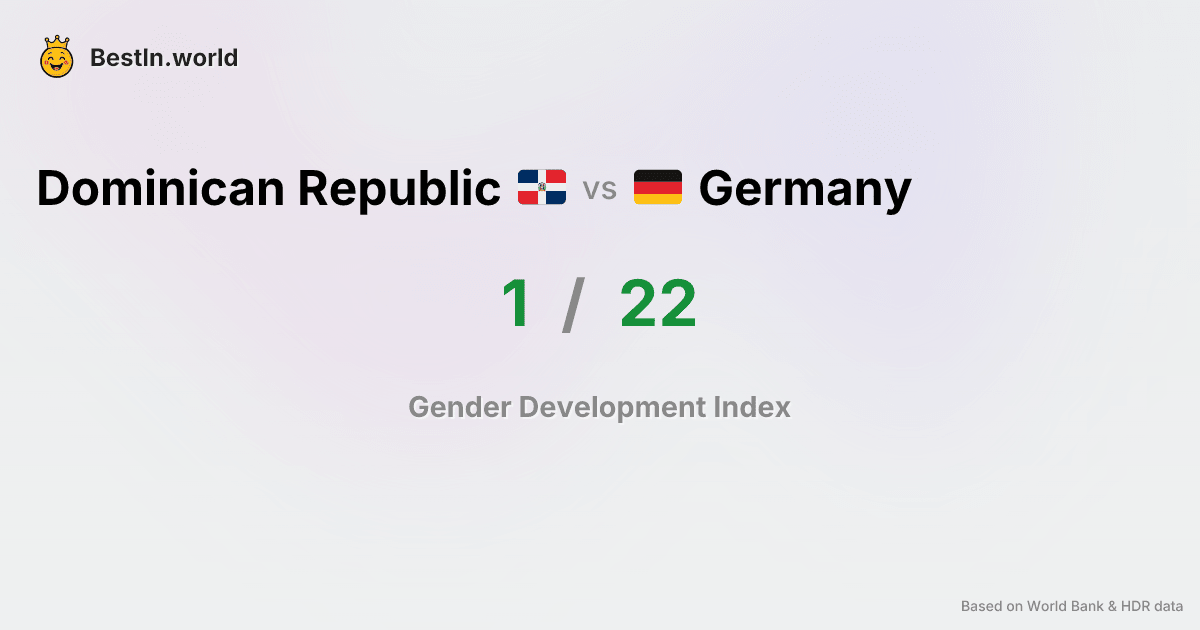 BestIn.world
Dominican Republic vs Germany
1 / 22
Gender Development Index
Based on World Bank & HDR data